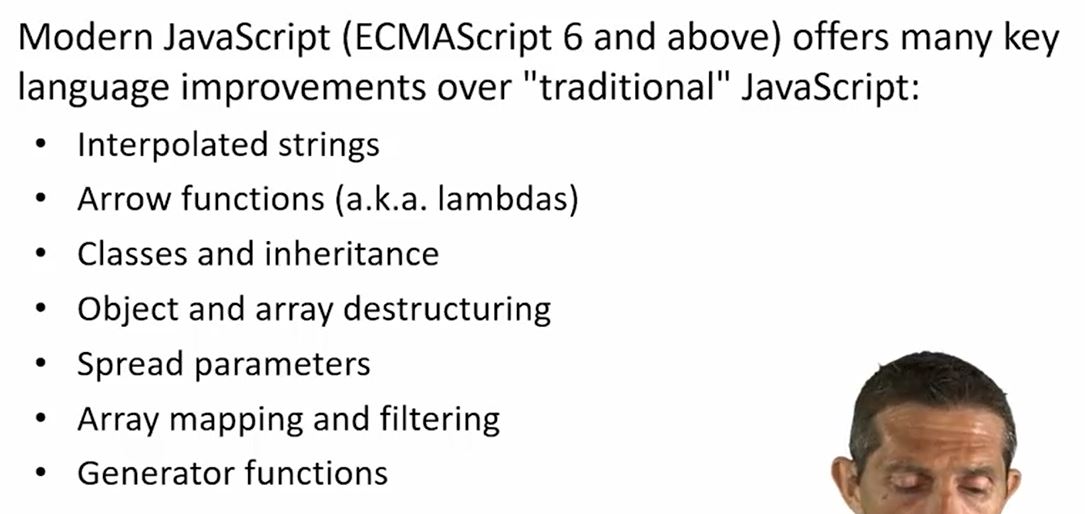 Modern JavaScript (ECMAScript 6 and above) offers many key
language improvements over "traditional" JavaScript:
• Interpolated strings
• Arrow functions (a.k.a. lambdas)
• Classes and inheritance
• Object and array destructuring
• Spread parameters
• Array mapping and filtering
• Generator functions